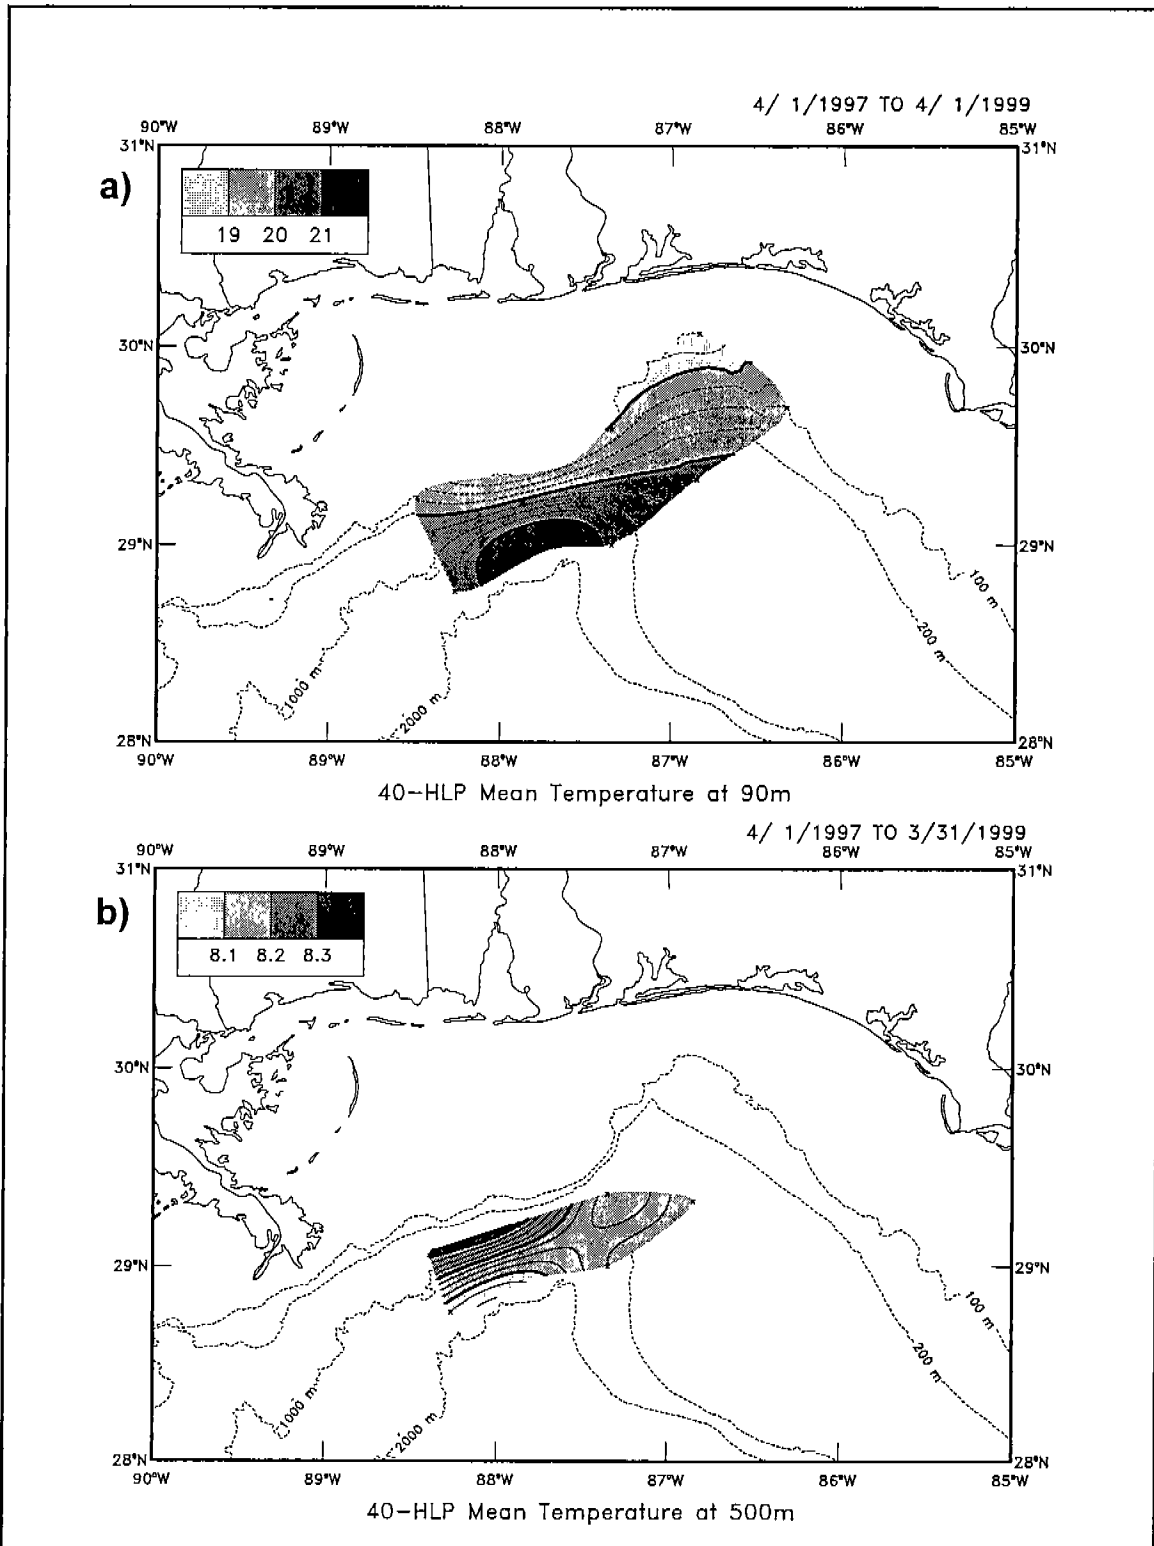 4/ 1/1997 TO 4/ 1/1999
90°W 89°W 88°W 87°W 86°W 85°W
31°N 31°N
a)
19 20 21
30°N 30°N
29°N 29°N
100 m
200 m
1000 m
2000 m
28°N 28°N
90°W 89°W 88°W 87°W 86°W 85°W
40-HLP Mean Temperature at 90m
4/ 1/1997 TO 3/31/1999
90°W 89°W 88°W 87°W 86°W 85°W
31°N 31°N
b)
8.1 8.2 8.3
30°N 30°N
29°N 29°N
100 m
200 m
1000 m
2000 m
28°N 28°N
90°W 89°W 88°W 87°W 86°W 85°W
40-HLP Mean Temperature at 500m